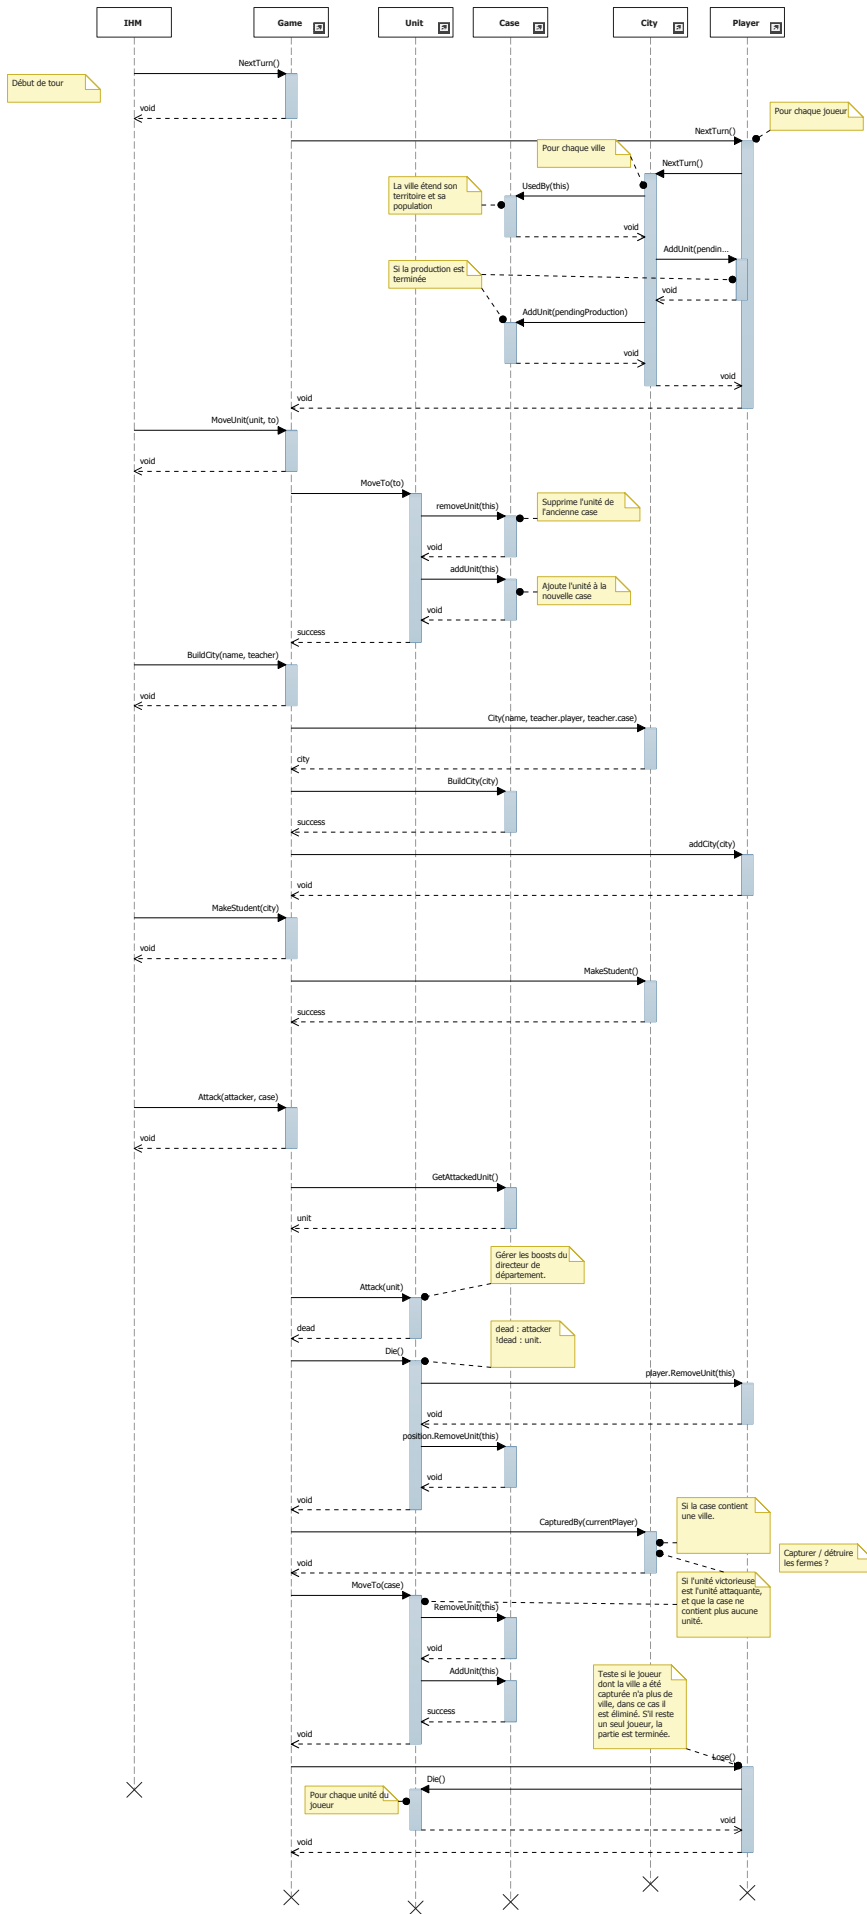 IHM
Game
Unit
Case
City
Player
NextTurn()
Début de tour
void
Pour chaque joueur
NextTurn()
Pour chaque ville
NextTurn()
La ville étend son
territoire et sa
population
UsedBy(this)
void
AddUnit(pendin...
Si la production est
terminée
void
AddUnit(pendingProduction)
void
void
void
MoveUnit(unit, to)
void
MoveTo(to)
removeUnit(this)
Supprime l'unité de
l'ancienne case
void
addUnit(this)
Ajoute l'unité à la
nouvelle case
void
success
BuildCity(name, teacher)
void
City(name, teacher.player, teacher.case)
city
BuildCity(city)
success
addCity(city)
void
MakeStudent(city)
void
MakeStudent()
success
Attack(attacker, case)
void
GetAttackedUnit()
unit
Gérer les boosts du
directeur de
département.
Attack(unit)
dead
dead : attacker
!dead : unit.
Die()
player.RemoveUnit(this)
void
position.RemoveUnit(this)
void
void
Si la case contient
une ville.
CapturedBy(currentPlayer)
Capturer / détruire
les fermes ?
void
MoveTo(case)
Si l'unité victorieuse
est l'unité attaquante,
et que la case ne
contient plus aucune
unité.
RemoveUnit(this)
void
AddUnit(this)
Teste si le joueur
dont la ville a été
capturée n'a plus de
ville, dans ce cas il
est éliminé. S'il reste
un seul joueur, la
partie est terminée.
success
void
Lose()
Die()
Pour chaque unité du
joueur
void
void